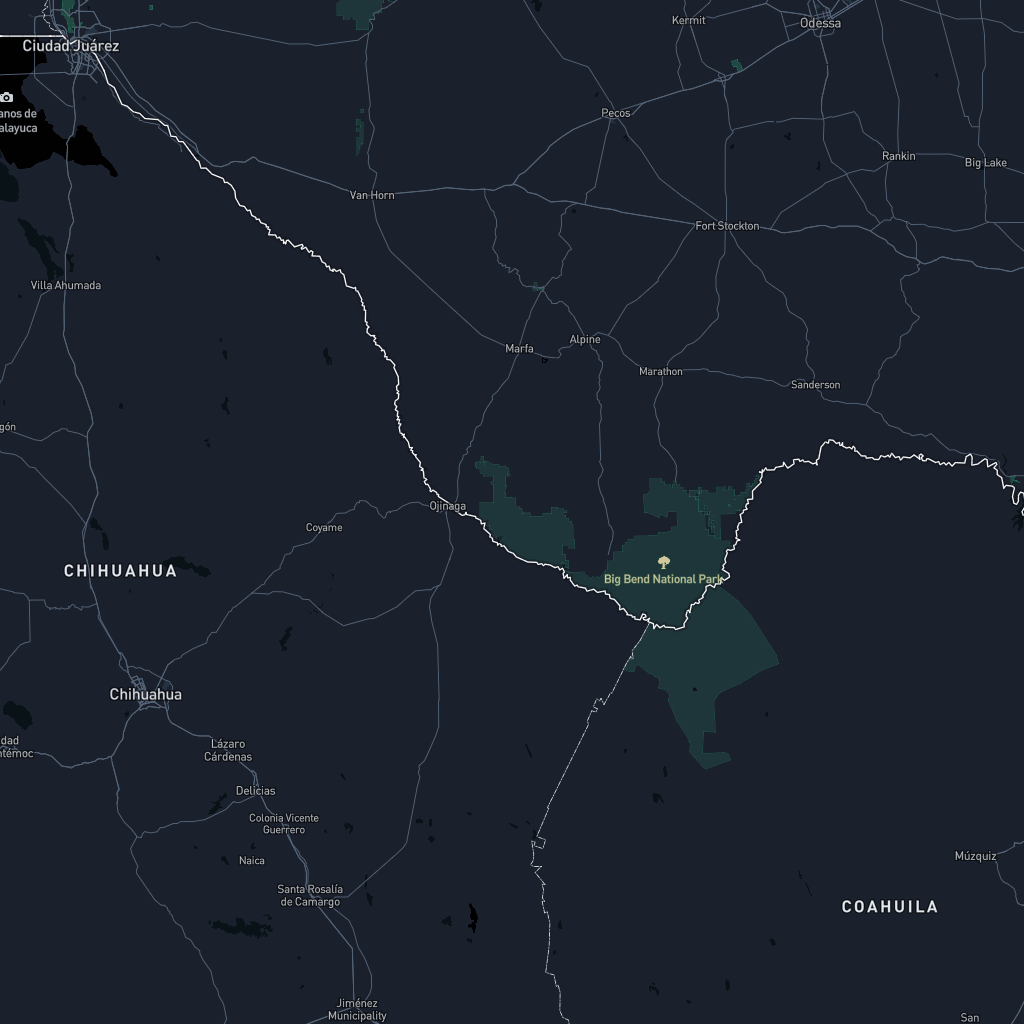 Kermit
Odessa
Ciudad Juárez
anos de
alayuca
Pecos
Rankin
Big Lake
Van Horn
Fort Stockton
Villa Ahumada
Marfa
Alpine
Marathon
Sanderson
gón
Ojinaga
Coyame
CHIHUAHUA
Big Bend National Park
Chihuahua
dad
ntémoc
Lázaro
Cárdenas
Delicias
Colonia Vicente
Guerrero
Naica
Múzquiz
Santa Rosalía
de Camargo
COAHUILA
Jiménez
Municipality
San